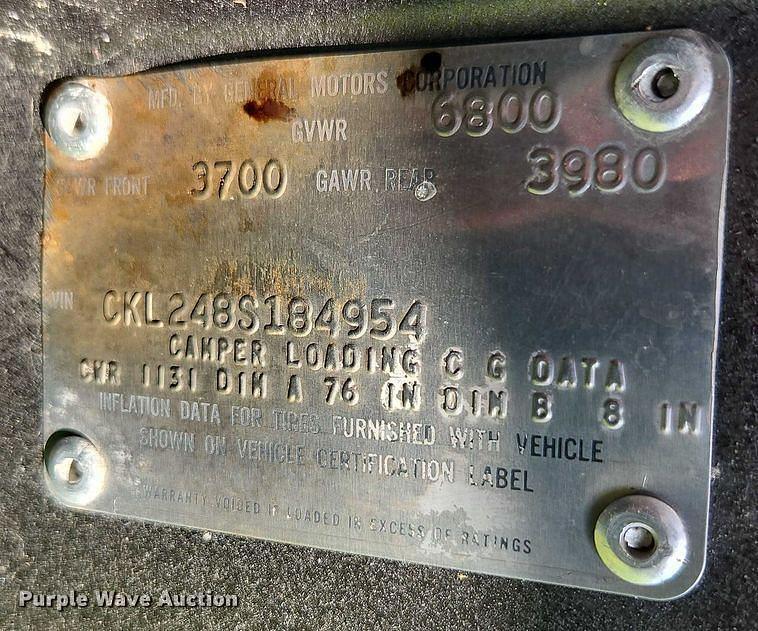 MFD. BY GENERAL MOTORS CORPORATION
GVWR 6800
GAWR FRONT 3700 GAWR REAR 3980
VIN CKL248S184954
CAMPER LOADING C G DATA
CWR 1131 DIM A 76 IN DIM B 8 IN
INFLATION DATA FOR TIRES FURNISHED WITH VEHICLE
SHOWN ON VEHICLE CERTIFICATION LABEL
WARRANTY VOIDED IF LOADED IN EXCESS OF RATINGS
Purple Wave Auction